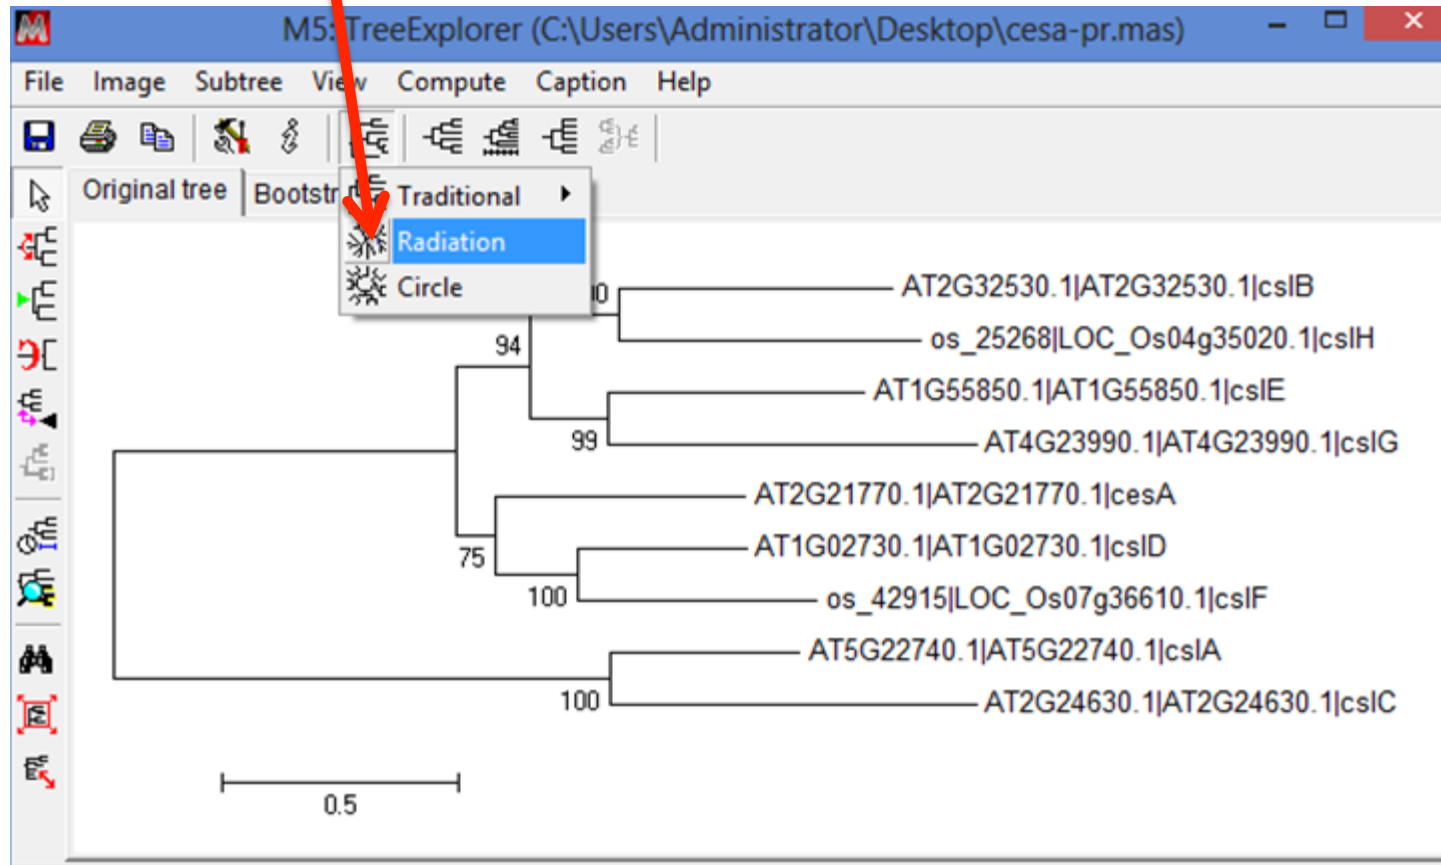 M5: TreeExplorer (C:\Users\Administrator\Desktop\cesa-pr.mas)
File Image Subtree View Compute Caption Help
Original tree
Traditional
Radiation
Circle
AT2G32530.1|AT2G32530.1|cslB
os_25268|LOC_Os04g35020.1|cslH
94
AT1G55850.1|AT1G55850.1|cslE
99
AT4G23990.1|AT4G23990.1|cslG
AT2G21770.1|AT2G21770.1|cesA
AT1G02730.1|AT1G02730.1|cslD
75
100
os_42915|LOC_Os07g36610.1|cslF
AT5G22740.1|AT5G22740.1|cslA
100
AT2G24630.1|AT2G24630.1|cslC
0.5